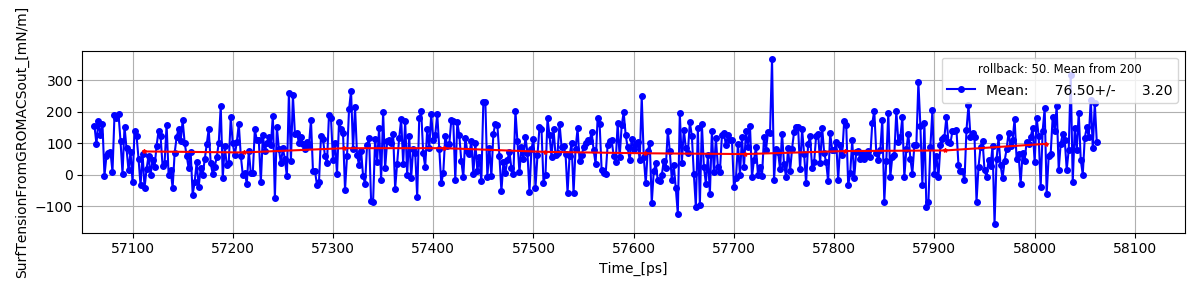 SurfTensionFromGROMACSout_[mN/m]
300
200
100
0
−100
rollback: 50. Mean from 200
Mean: 76.50+/- 3.20
57100 57200 57300 57400 57500 57600 57700 57800 57900 58000 58100
Time_[ps]